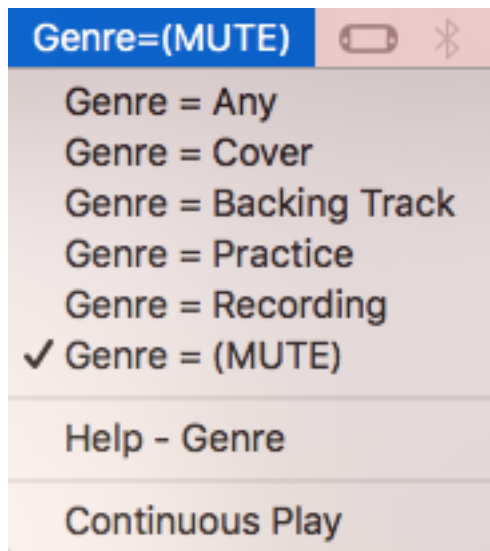 Genre=(MUTE)
Genre = Any
Genre = Cover
Genre = Backing Track
Genre = Practice
Genre = Recording
✓ Genre = (MUTE)
Help - Genre
Continuous Play